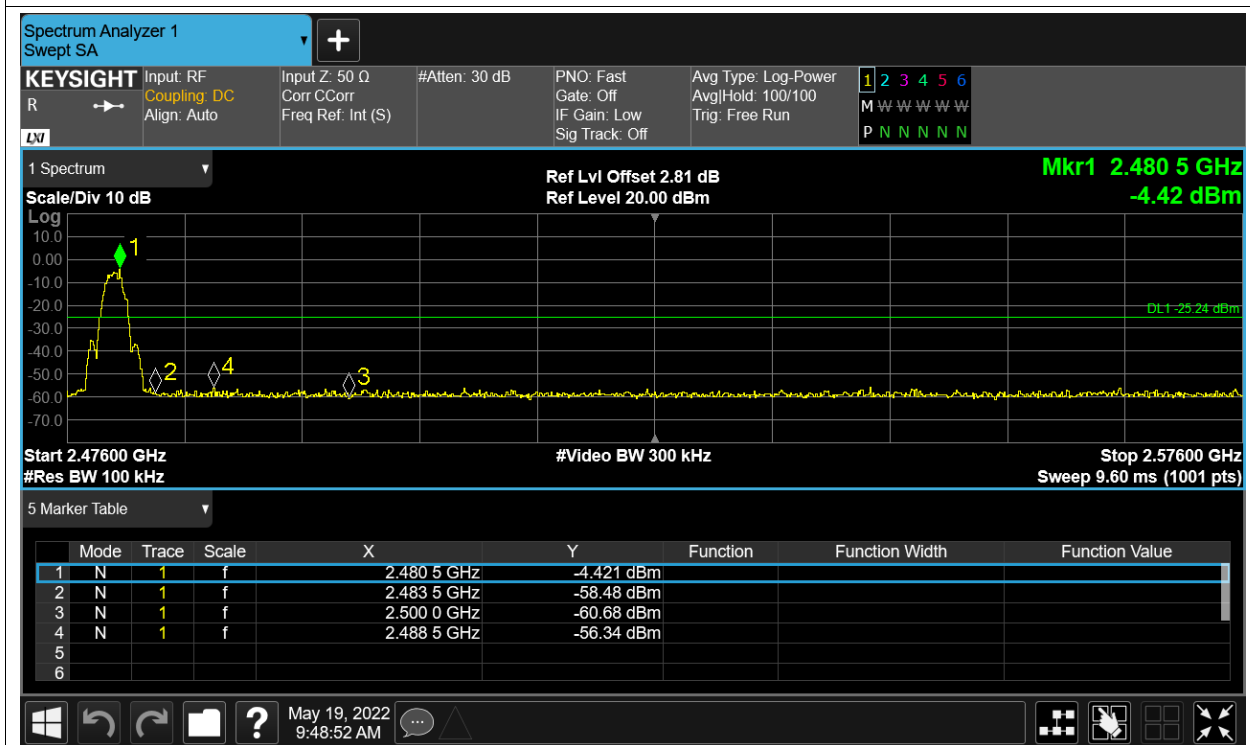 Spectrum Analyzer 1
Swept SA
+
KEYSIGHT Input: RF Input Z: 50 Ω #Atten: 30 dB PNO: Fast Avg Type: Log-Power 1 2 3 4 5 6
R Coupling: DC Corr CCorr Gate: Off Avg|Hold: 100/100 M W W W W W
Align: Auto Freq Ref: Int (S) IF Gain: Low Trig: Free Run
LXI Sig Track: Off P N N N N N
1 Spectrum Ref Lvl Offset 2.81 dB Mkr1 2.480 5 GHz
Scale/Div 10 dB Ref Level 20.00 dBm -4.42 dBm
Log
10.0 1
0.00
-10.0
-20.0 DL1 -25.24 dBm
-30.0
-40.0
-50.0 2 4 3
-60.0
-70.0
Start 2.47600 GHz #Video BW 300 kHz Stop 2.57600 GHz
#Res BW 100 kHz Sweep 9.60 ms (1001 pts)
5 Marker Table
Mode Trace Scale X Y Function Function Width Function Value
1 N 1 f 2.480 5 GHz -4.421 dBm
2 N 1 f 2.483 5 GHz -58.48 dBm
3 N 1 f 2.500 0 GHz -60.68 dBm
4 N 1 f 2.488 5 GHz -56.34 dBm
5
6
? May 19, 2022
9:48:52 AM